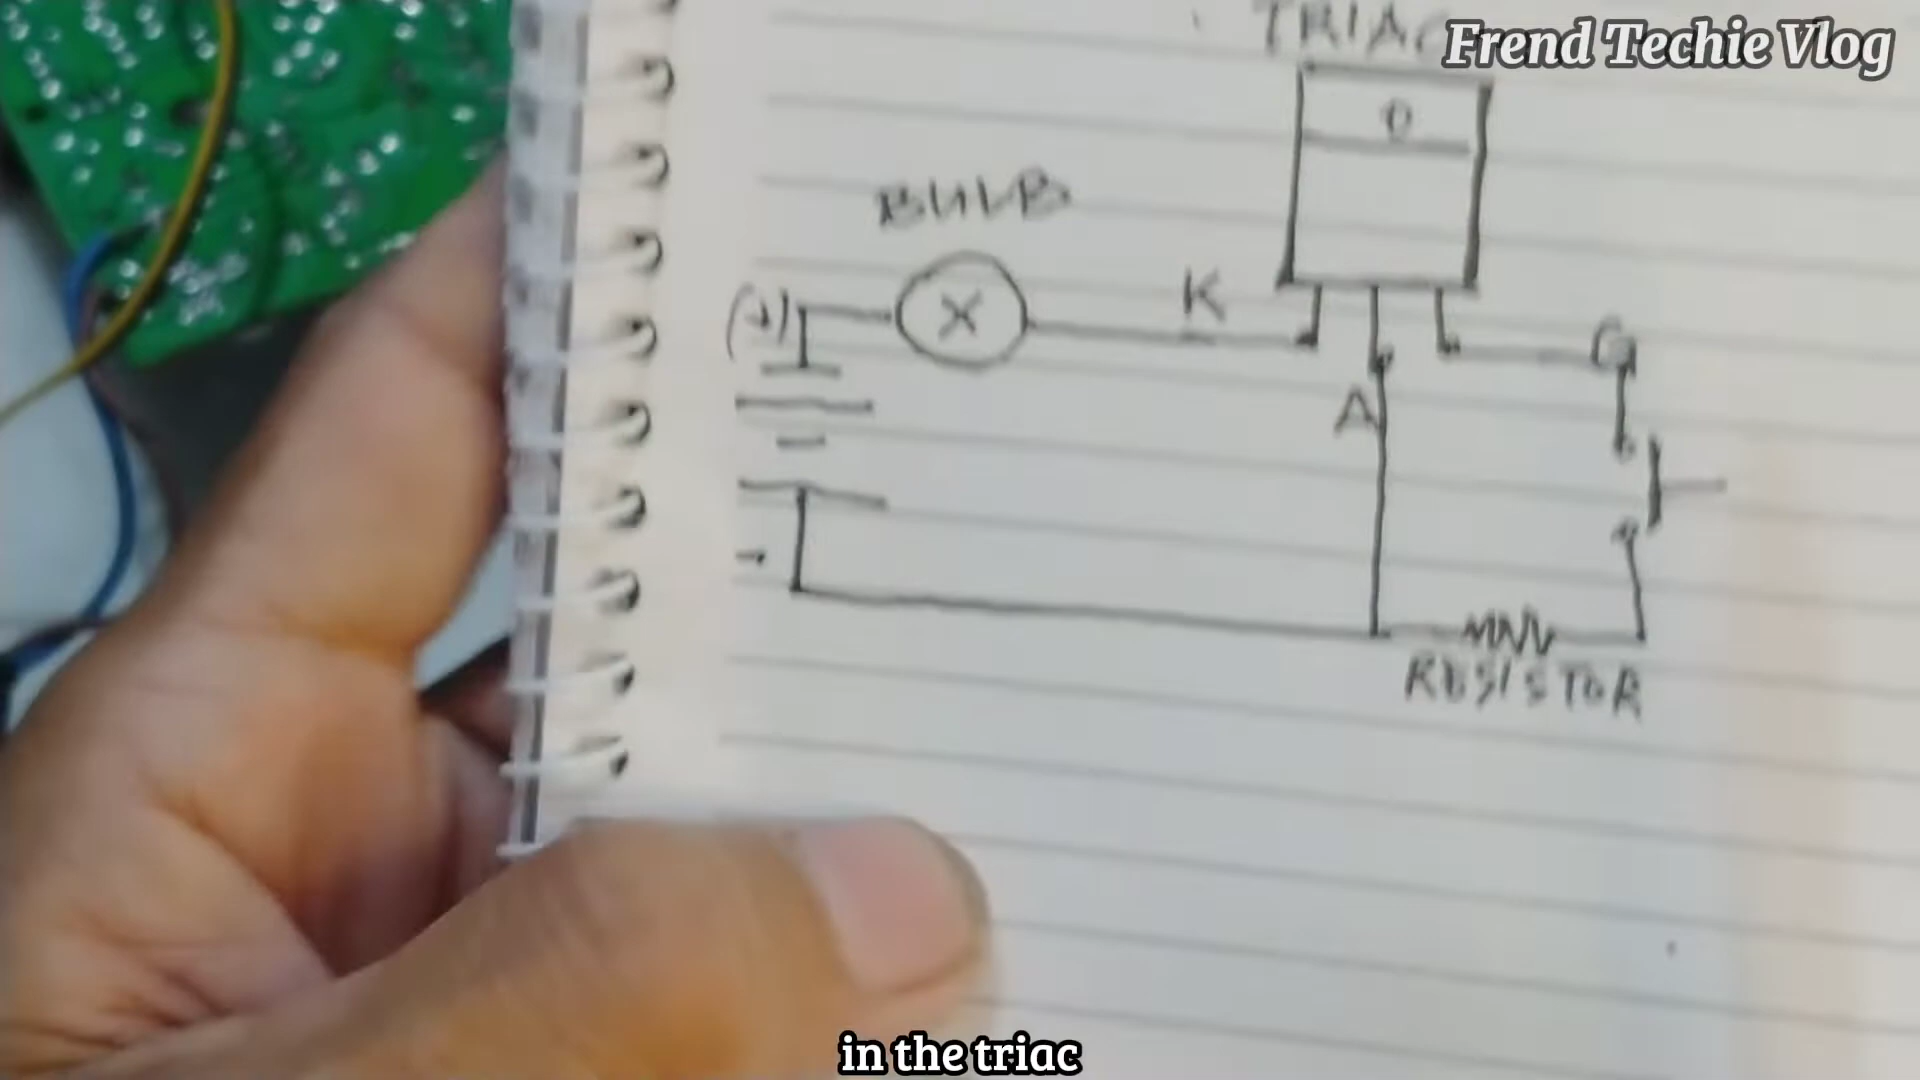 TRIAC
Frend Techie Vlog
BULB
K
(+)
G
A
-
RESISTOR
in the triac